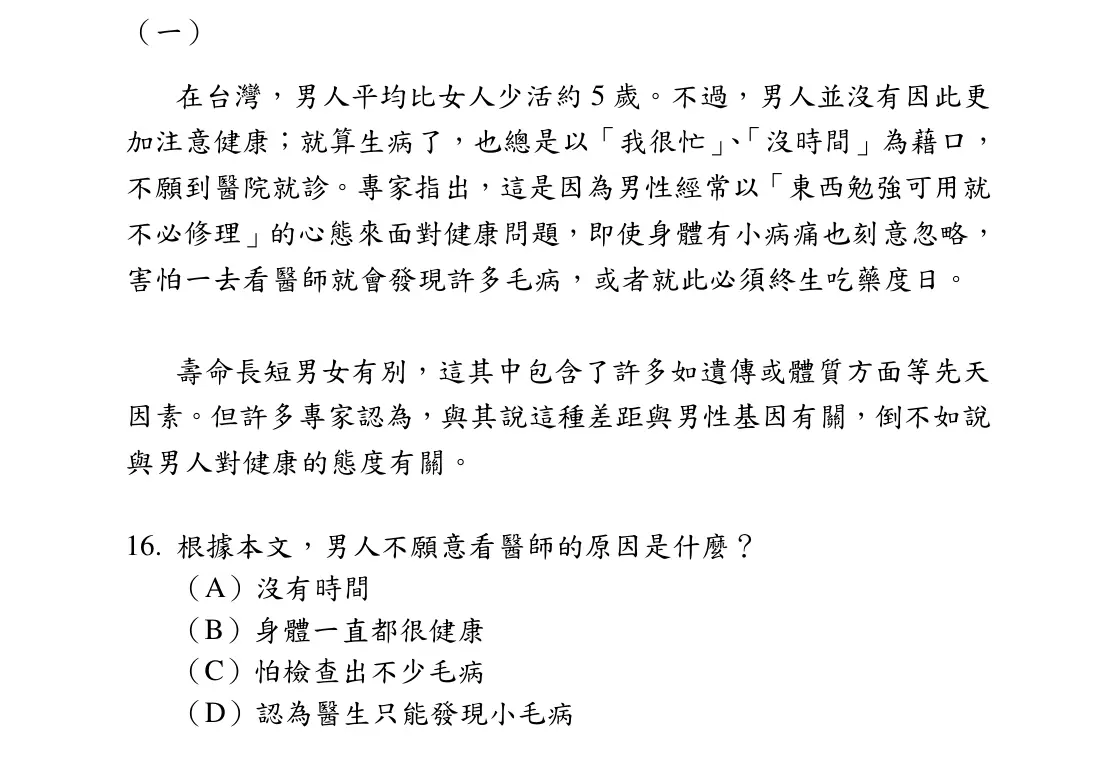 （一）
在台灣，男人平均比女人少活約 5 歲。不過，男人並沒有因此更
加注意健康；就算生病了，也總是以「我很忙」、「沒時間」為藉口，
不願到醫院就診。專家指出，這是因為男性經常以「東西勉強可用就
不必修理」的心態來面對健康問題，即使身體有小病痛也刻意忽略，
害怕一去看醫師就會發現許多毛病，或者就此必須終生吃藥度日。
壽命長短男女有別，這其中包含了許多如遺傳或體質方面等先天
因素。但許多專家認為，與其說這種差距與男性基因有關，倒不如說
與男人對健康的態度有關。
16. 根據本文，男人不願意看醫師的原因是什麼？
（A）沒有時間
（B）身體一直都很健康
（C）怕檢查出不少毛病
（D）認為醫生只能發現小毛病